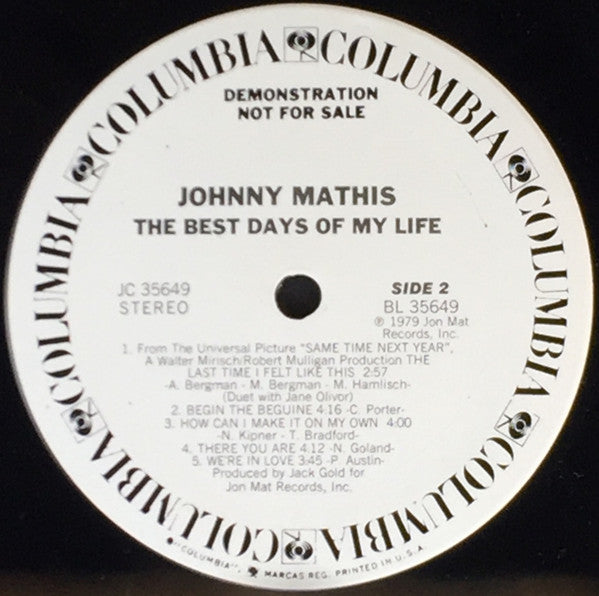 COLUMBIA COLUMBIA COLUMBIA COLUMBIA COLUMBIA COLUMBIA COLUMBIA COLUMBIA
DEMONSTRATION
NOT FOR SALE
JOHNNY MATHIS
THE BEST DAYS OF MY LIFE
JC 35649
STEREO
SIDE 2
BL 35649
℗ 1979 Jon Mat
Records, Inc.
1. From The Universal Picture "SAME TIME NEXT YEAR",
A Walter Mirisch/Robert Mulligan Production THE
LAST TIME I FELT LIKE THIS 2:57
-A. Bergman - M. Bergman - M. Hamlisch-
(Duet with Jane Olivor)
2. BEGIN THE BEGUINE 4:16 -C. Porter-
3. HOW CAN I MAKE IT ON MY OWN 4:00
-N. Kipner - T. Bradford-
4. THERE YOU ARE 4:12 -N. Goland-
5. WE'RE IN LOVE 3:45 -P. Austin-
Produced by Jack Gold for
Jon Mat Records, Inc.
"COLUMBIA", MARCAS REG. PRINTED IN U.S.A.